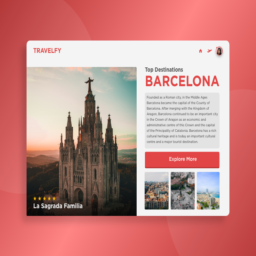 TRAVELFY
Top Destinations
BARCELONA
Founded as a Roman city, in the Middle Ages
Barcelona became the capital of the County of
Barcelona. After merging with the Kingdom of
Aragon, Barcelona continued to be an important city
in the Crown of Aragon as an economic and
administrative centre of this Crown and the capital
of the Principality of Catalonia. Barcelona has a rich
cultural heritage and is today an important cultural
centre and a major tourist destination.
Explore More
La Sagrada Familia